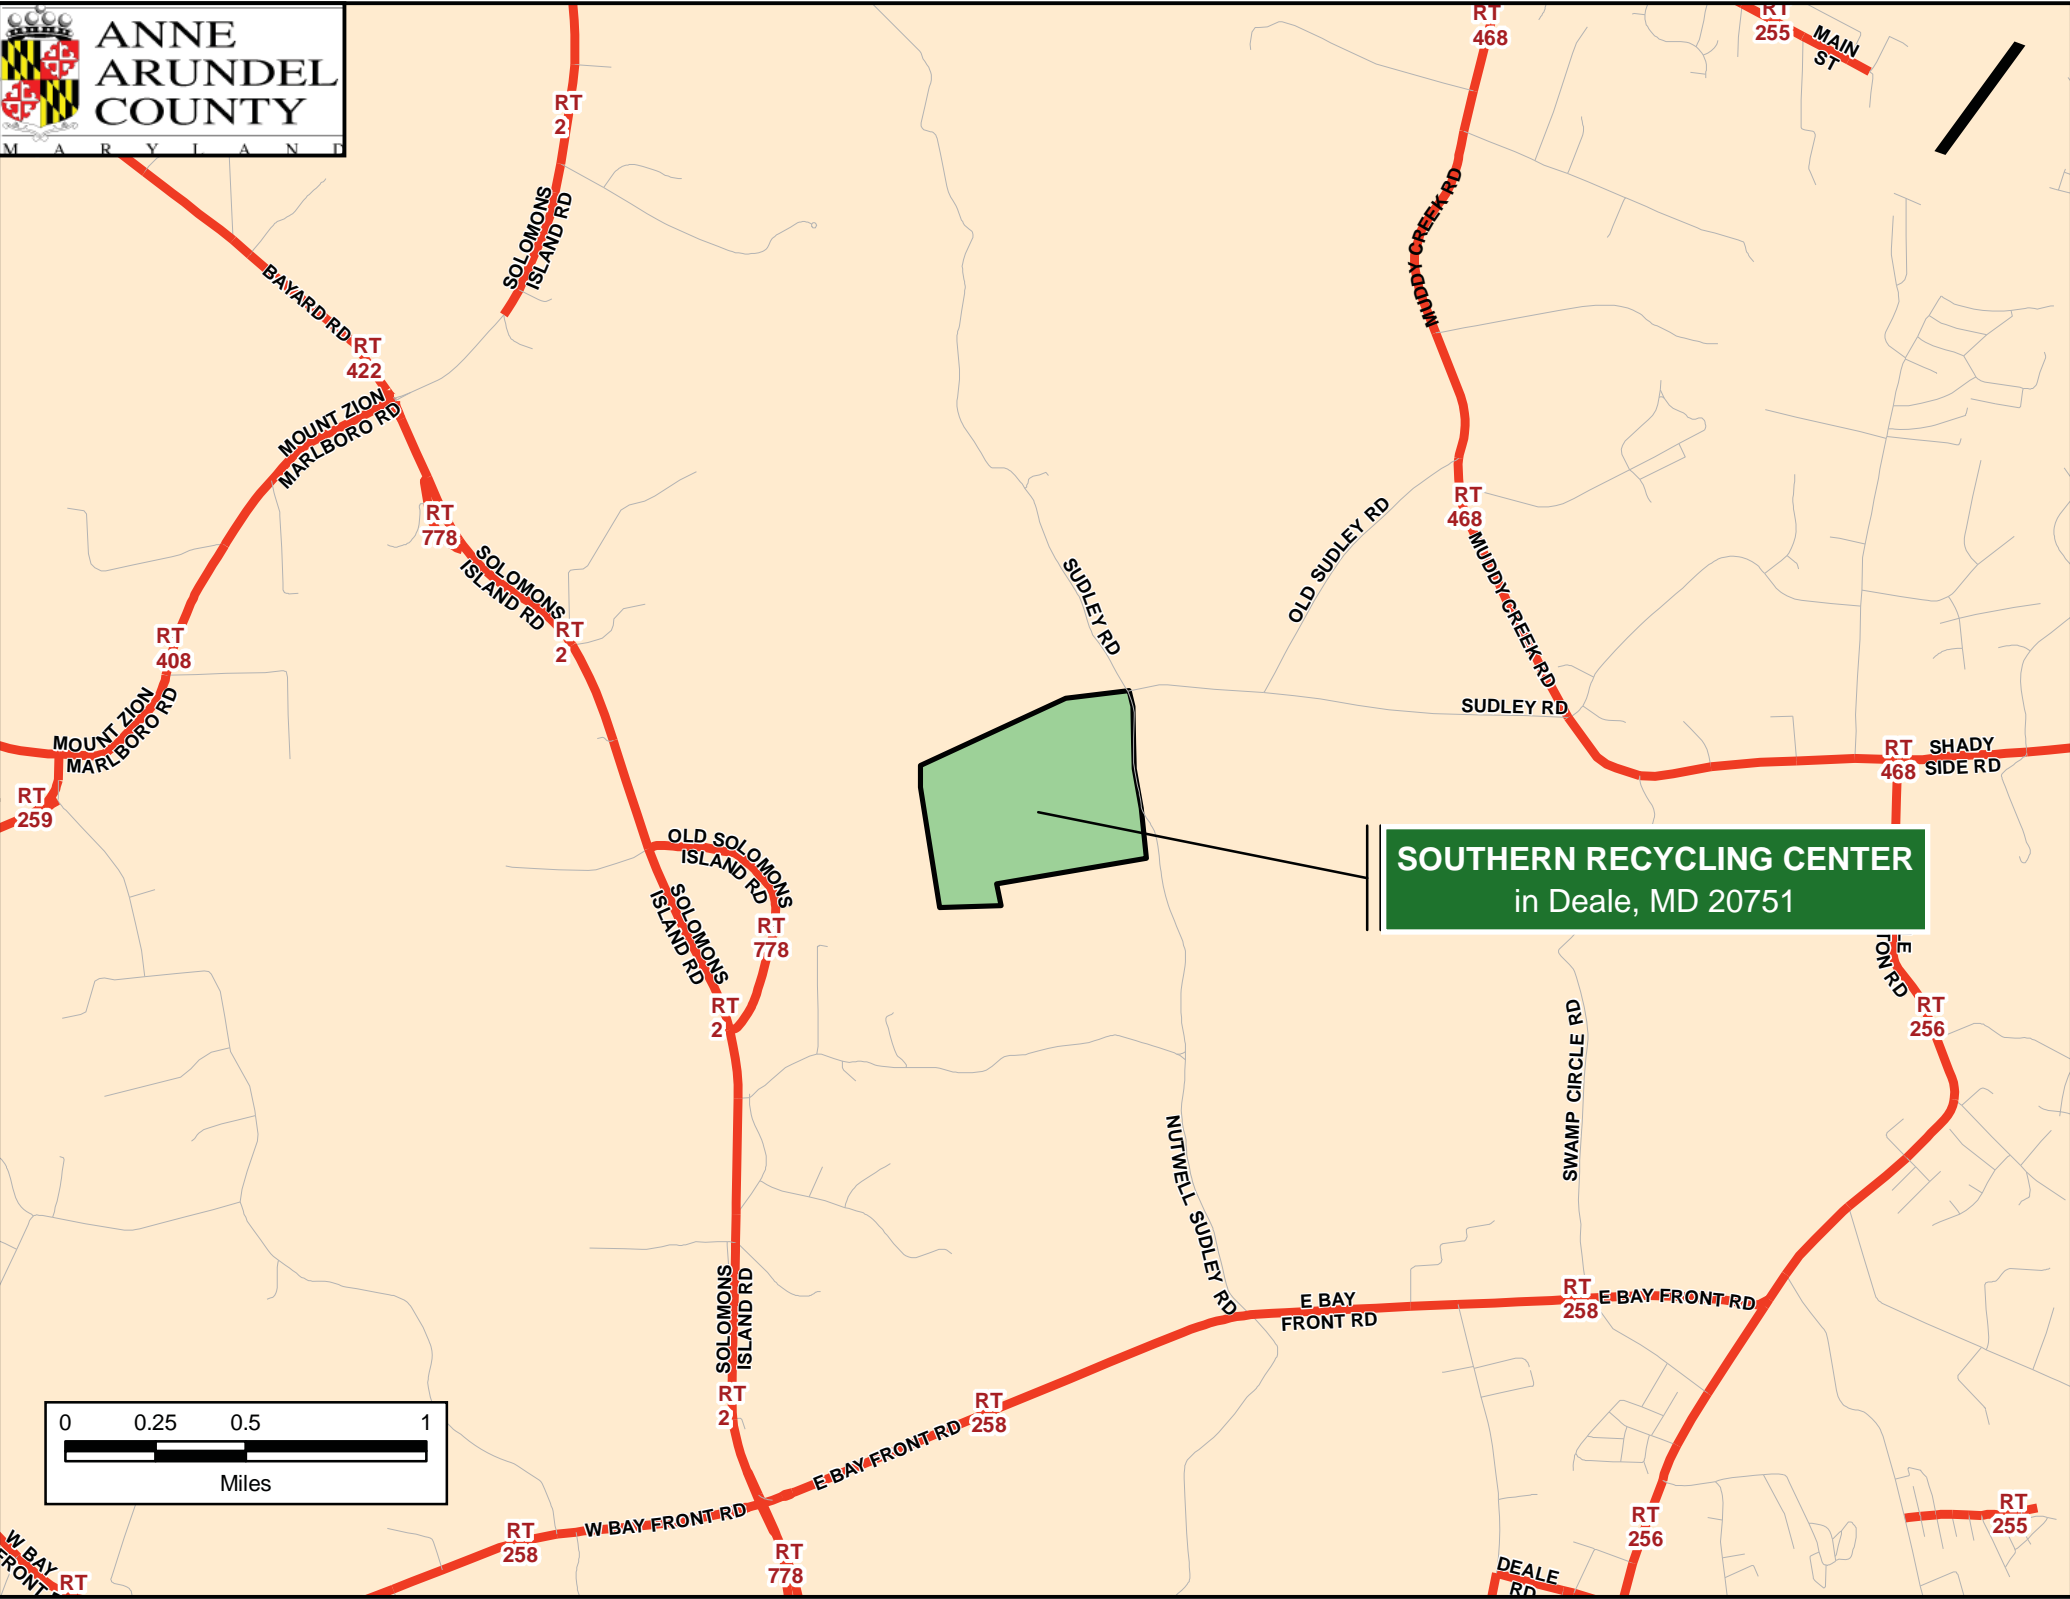 ANNE
ARUNDEL
COUNTY
M A R Y L A N D
RT
468
RT
255
MAIN
ST
RT
2
SOLOMONS
ISLAND RD
MUDDY CREEK RD
BAYARD RD
RT
422
MOUNT ZION
MARLBORO RD
RT
778
SOLOMONS
ISLAND RD
RT
2
SUDLEY RD
OLD SUDLEY RD
RT
468
MUDDY CREEK RD
RT
408
MOUNT ZION
MARLBORO RD
RT
259
SUDLEY RD
RT
468
SHADY
SIDE RD
OLD SOLOMONS
ISLAND RD
SOLOMONS
ISLAND RD
RT
778
SOUTHERN RECYCLING CENTER
in Deale, MD 20751
RT
2
TON RD
RT
256
SWAMP CIRCLE RD
NUTWELL SUDLEY RD
SOLOMONS
ISLAND RD
E BAY
FRONT RD
RT
258
E BAY FRONT RD
RT
2
RT
258
E BAY FRONT RD
0 0.25 0.5 1
Miles
W BAY FRONT RD
RT
258
RT
778
RT
256
RT
255
W BAY
FRONT
RT
DEALE
RD